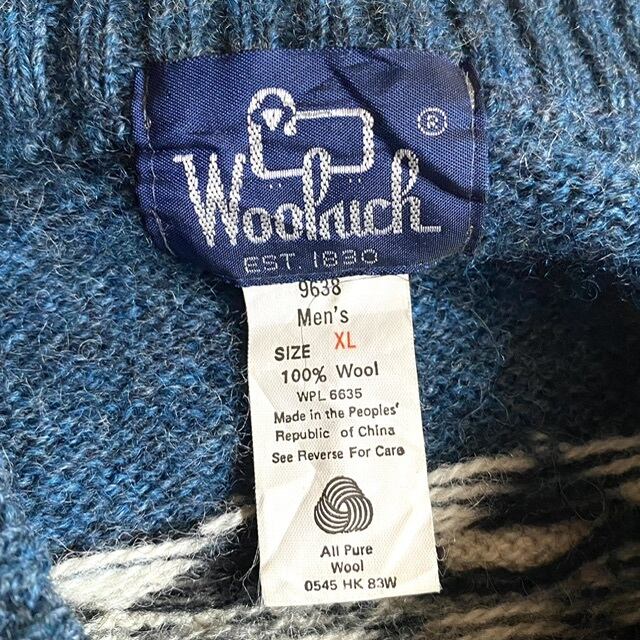 ®
Woolrich
EST. 1830
9638
Men's
SIZE XL
100% Wool
WPL 6635
Made in the Peoples'
Republic of China
See Reverse For Care
All Pure
Wool
0545 HK 83W